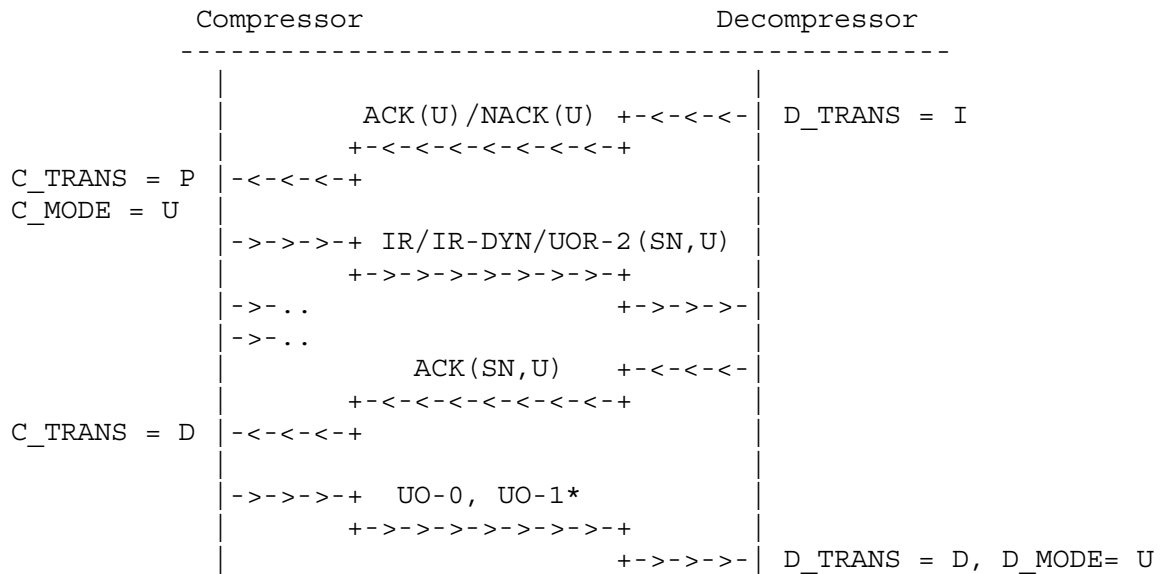 Compressor                     Decompressor
           ----------------------------------------------
             |                                |
             |        ACK(U)/NACK(U) +-<-<-<-| D_TRANS = I
             |       +-<-<-<-<-<-<-<-+       |
C_TRANS = P |-<-<-<-+                       |
C_MODE = U  |                               |
             |->->->-+ IR/IR-DYN/UOR-2(SN,U) |
             |       +->->->->->->->-+       |
             |->-..                  +->->->-|
             |->-..                          |
             |           ACK(SN,U)   +-<-<-<-|
             |       +-<-<-<-<-<-<-<-+       |
C_TRANS = D |-<-<-<-+                       |
             |                               |
             |->->->-+  UO-0, UO-1*          |
             |       +->->->->->->->-+       |
             |                       +->->->-| D_TRANS = D, D_MODE= U